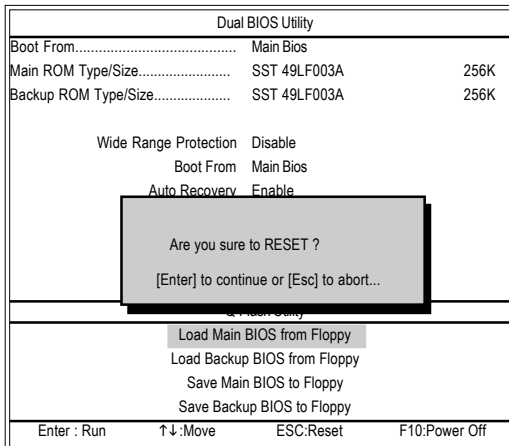 Dual BIOS Utility
Boot From........................................ Main Bios
Main ROM Type/Size....................... SST 49LF003A 256K
Backup ROM Type/Size................... SST 49LF003A 256K
Wide Range Protection Disable
Boot From Main Bios
Auto Recovery Enable
Are you sure to RESET ?
[Enter] to continue or [Esc] to abort...
Utility
Load Main BIOS from Floppy
Load Backup BIOS from Floppy
Save Main BIOS to Floppy
Save Backup BIOS to Floppy
Enter : Run ↑↓:Move ESC:Reset F10:Power Off